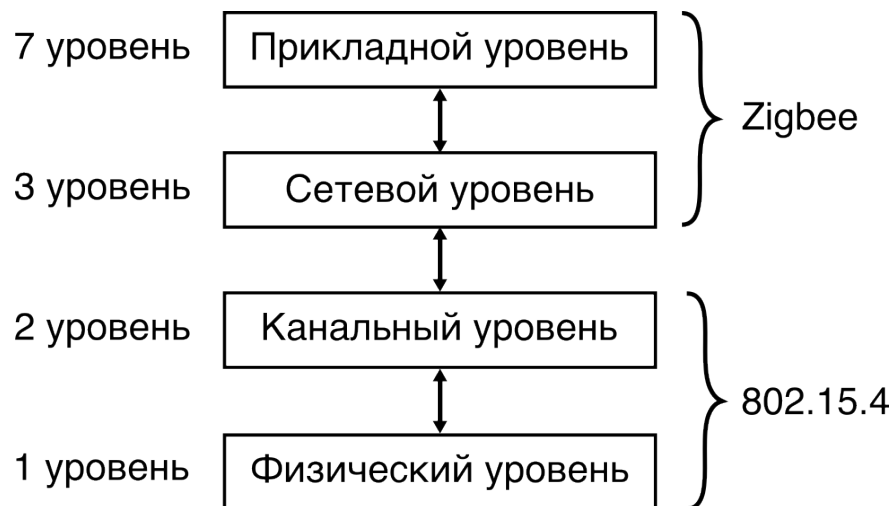 7 уровень Прикладной уровень
Zigbee
3 уровень Сетевой уровень
2 уровень Канальный уровень
802.15.4
1 уровень Физический уровень